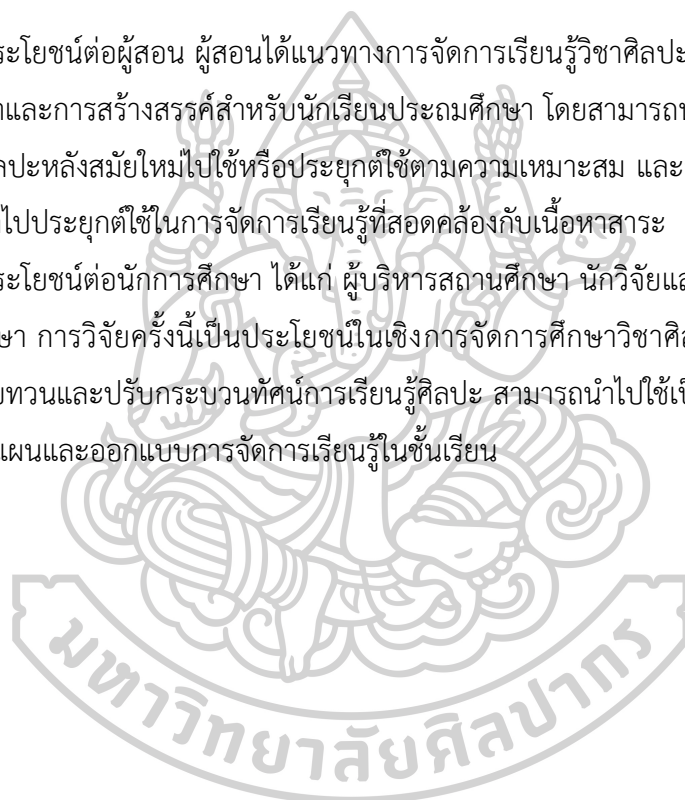 ระโยชน์ต่อผู้สอน ผู้สอนได้แนวทางการจัดการเรียนรู้วิชาศิลปะ
และการสร้างสรรค์สำหรับนักเรียนประถมศึกษา โดยสามารถ
ลปะหลังสมัยใหม่ไปใช้หรือประยุกต์ใช้ตามความเหมาะสม และ
ไปประยุกต์ใช้ในการจัดการเรียนรู้ที่สอดคล้องกับเนื้อหาสาระ
ระโยชน์ต่อนักการศึกษา ได้แก่ ผู้บริหารสถานศึกษา นักวิจัยแล
ษา การวิจัยครั้งนี้เป็นประโยชน์ในเชิงการจัดการศึกษาวิชาศิล
บทวนและปรับกระบวนทัศน์การเรียนรู้ศิลปะ สามารถนำไปใช้เป็
แผนและออกแบบการจัดการเรียนรู้ในชั้นเรียน
มหาวิทยาลัยศิลปากร